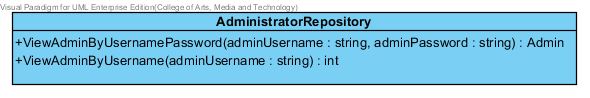 Visual Paradigm for UML Enterprise Edition(College of Arts, Media and Technology)
AdministratorRepository
+ViewAdminByUsernamePassword(adminUsername : string, adminPassword : string) : Admin
+ViewAdminByUsername(adminUsername : string) : int